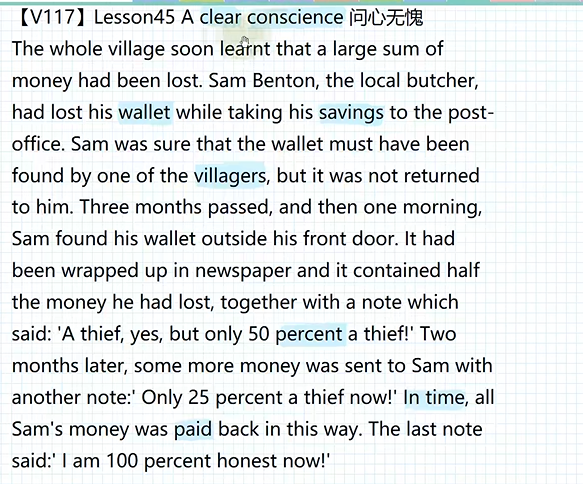 【V117】Lesson45 A clear conscience 问心无愧
The whole village soon learnt that a large sum of
money had been lost. Sam Benton, the local butcher,
had lost his wallet while taking his savings to the post-
office. Sam was sure that the wallet must have been
found by one of the villagers, but it was not returned
to him. Three months passed, and then one morning,
Sam found his wallet outside his front door. It had
been wrapped up in newspaper and it contained half
the money he had lost, together with a note which
said: 'A thief, yes, but only 50 percent a thief!' Two
months later, some more money was sent to Sam with
another note:' Only 25 percent a thief now!' In time, all
Sam's money was paid back in this way. The last note
said:' I am 100 percent honest now!'